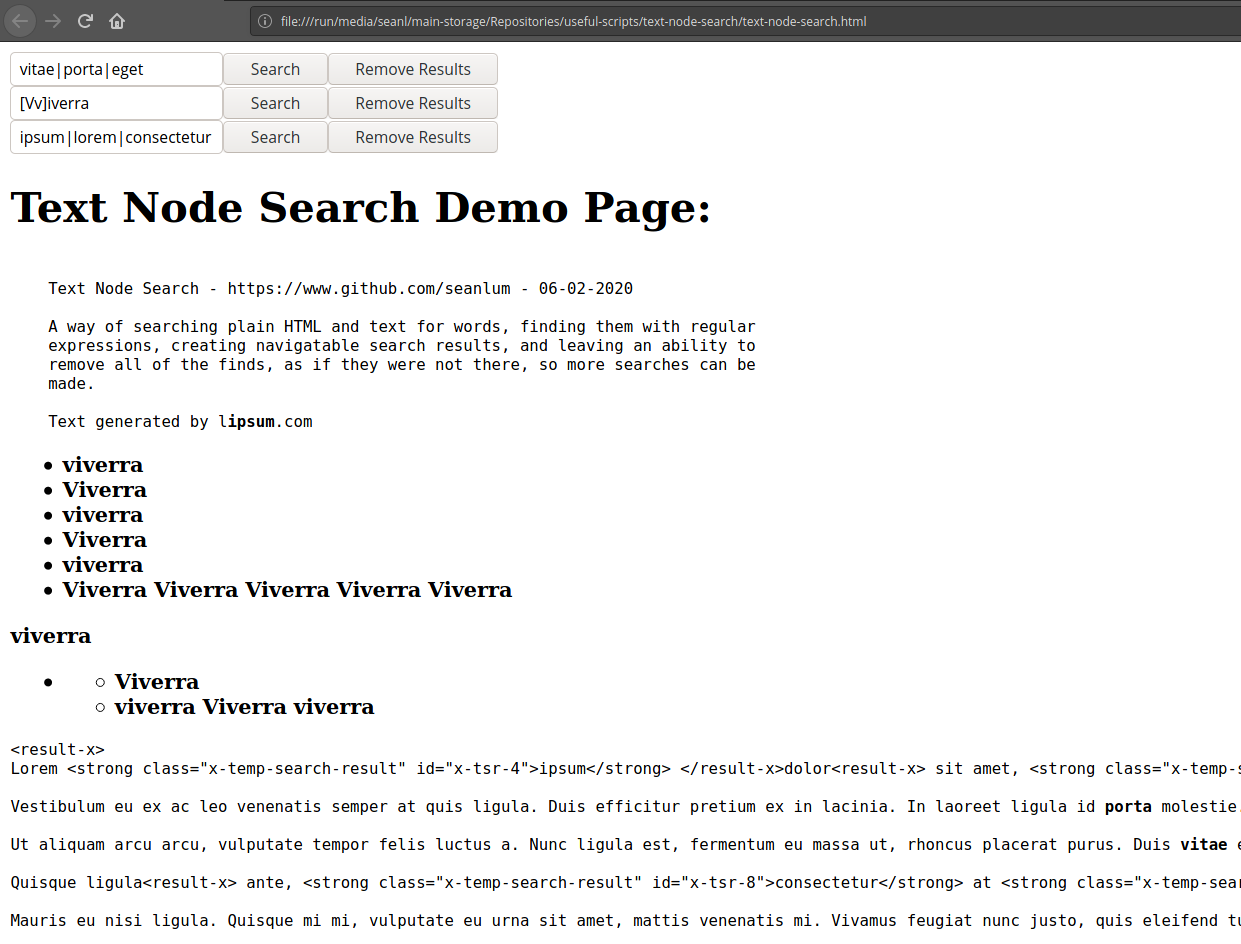 file:///run/media/seanl/main-storage/Repositories/useful-scripts/text-node-search/text-node-search.html
vitae|porta|eget Search Remove Results
[Vv]iverra Search Remove Results
ipsum|lorem|consectetur Search Remove Results
Text Node Search Demo Page:
Text Node Search - https://www.github.com/seanlum - 06-02-2020
A way of searching plain HTML and text for words, finding them with regular
expressions, creating navigatable search results, and leaving an ability to
remove all of the finds, as if they were not there, so more searches can be
made.
Text generated by lipsum.com
viverra
Viverra
viverra
Viverra
viverra
Viverra Viverra Viverra Viverra Viverra
viverra
Viverra
viverra Viverra viverra
<result-x>
Lorem <strong class="x-temp-search-result" id="x-tsr-4">ipsum</strong> </result-x>dolor<result-x> sit amet, <strong class="x-temp-s
Vestibulum eu ex ac leo venenatis semper at quis ligula. Duis efficitur pretium ex in lacinia. In laoreet ligula id porta molestie.
Ut aliquam arcu arcu, vulputate tempor felis luctus a. Nunc ligula est, fermentum eu massa ut, rhoncus placerat purus. Duis vitae
Quisque ligula<result-x> ante, <strong class="x-temp-search-result" id="x-tsr-8">consectetur</strong> at <strong class="x-temp-sear
Mauris eu nisi ligula. Quisque mi mi, vulputate eu urna sit amet, mattis venenatis mi. Vivamus feugiat nunc justo, quis eleifend